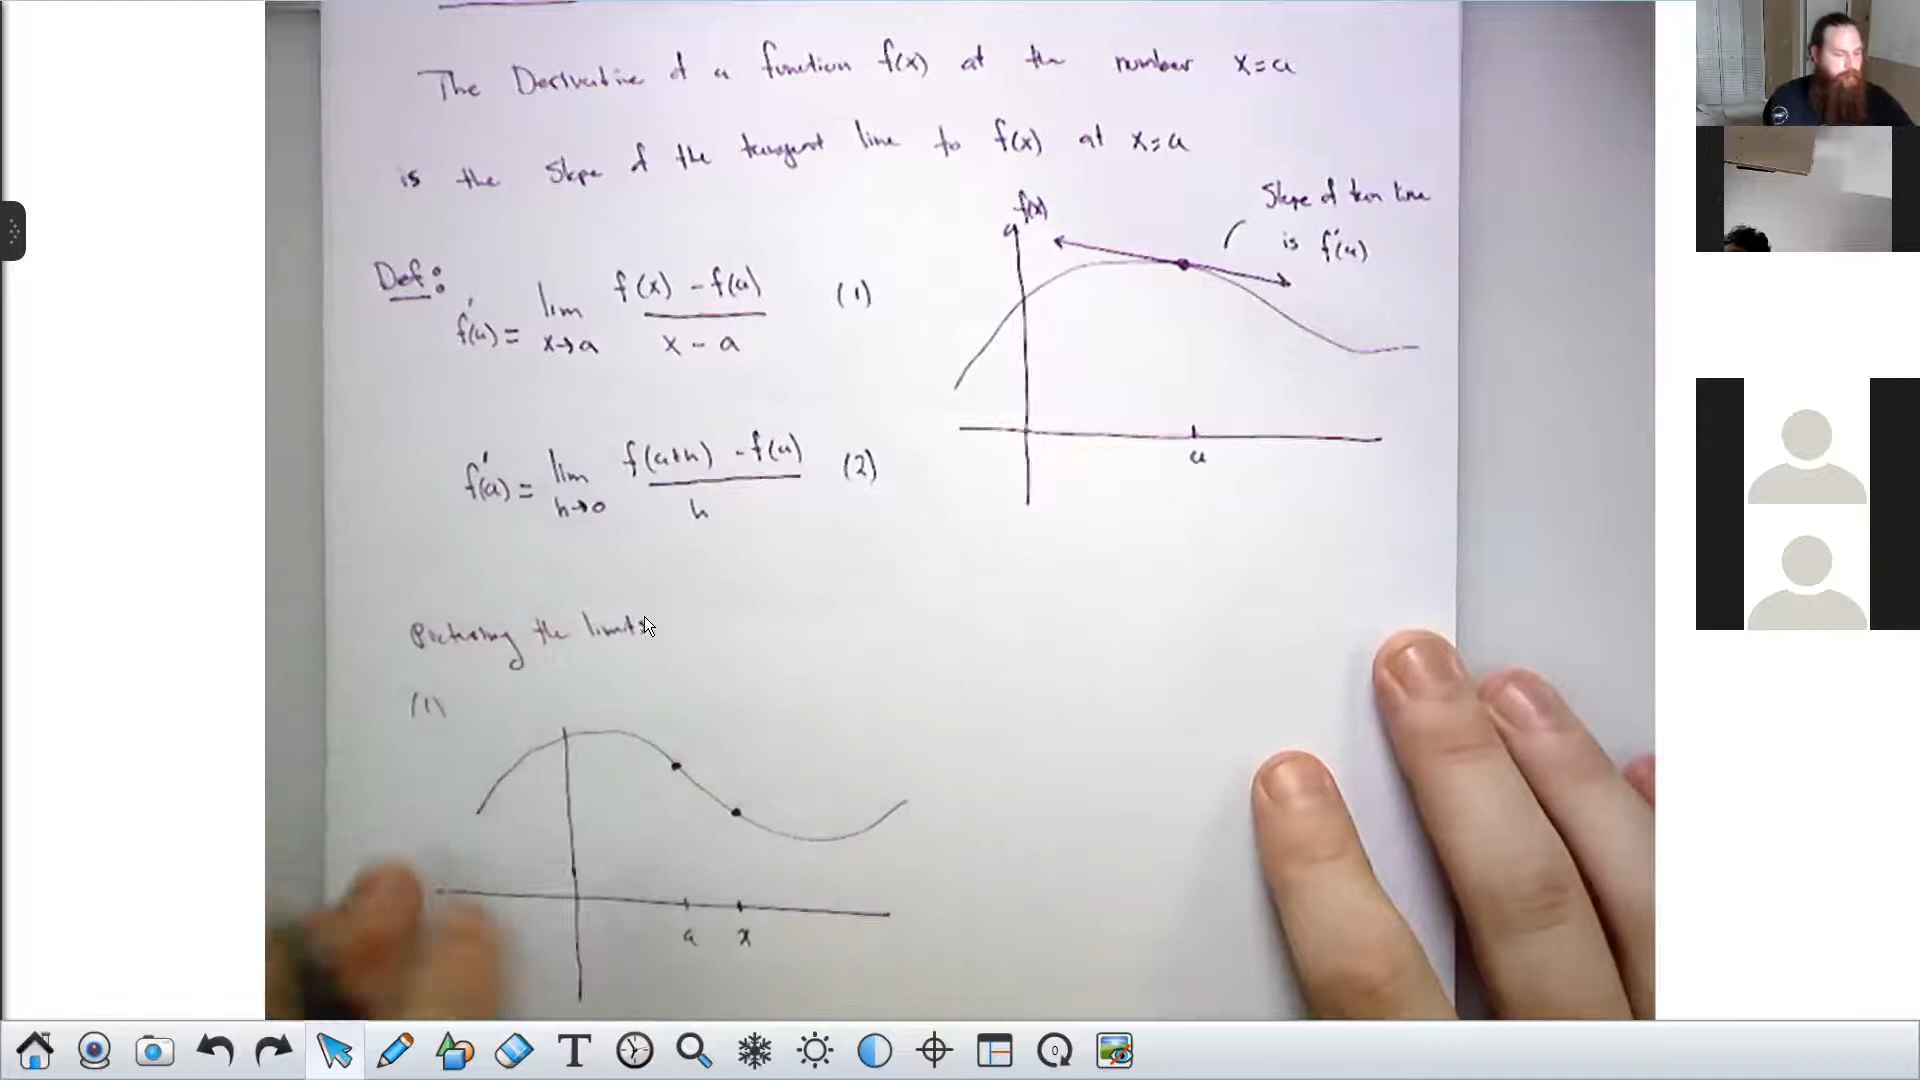 The Derivative of a function f(x) at the number x=a
is the slope of the tangent line to f(x) at x=a
f(x)
Slope of tan line
is f'(a)
Def:
f'(a) = lim x→a f(x) - f(a) / x - a (1)
a
f'(a) = lim h→0 f(a+h) - f(a) / h (2)
Picturing the limits
(1)
a x
T
0